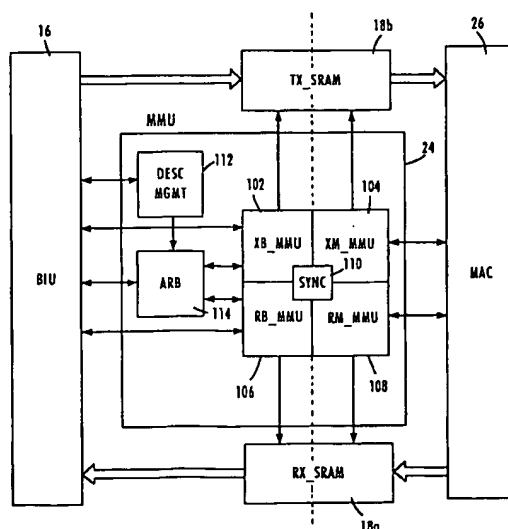 16
18b
26
TX_SRAM
MMU
24
DESC
MGMT
112
102
104
XB_MMU
XM_MMU
110
SYNC
BIU
ARB
114
MAC
RB_MMU
RM_MMU
106
108
RX_SRAM
18a